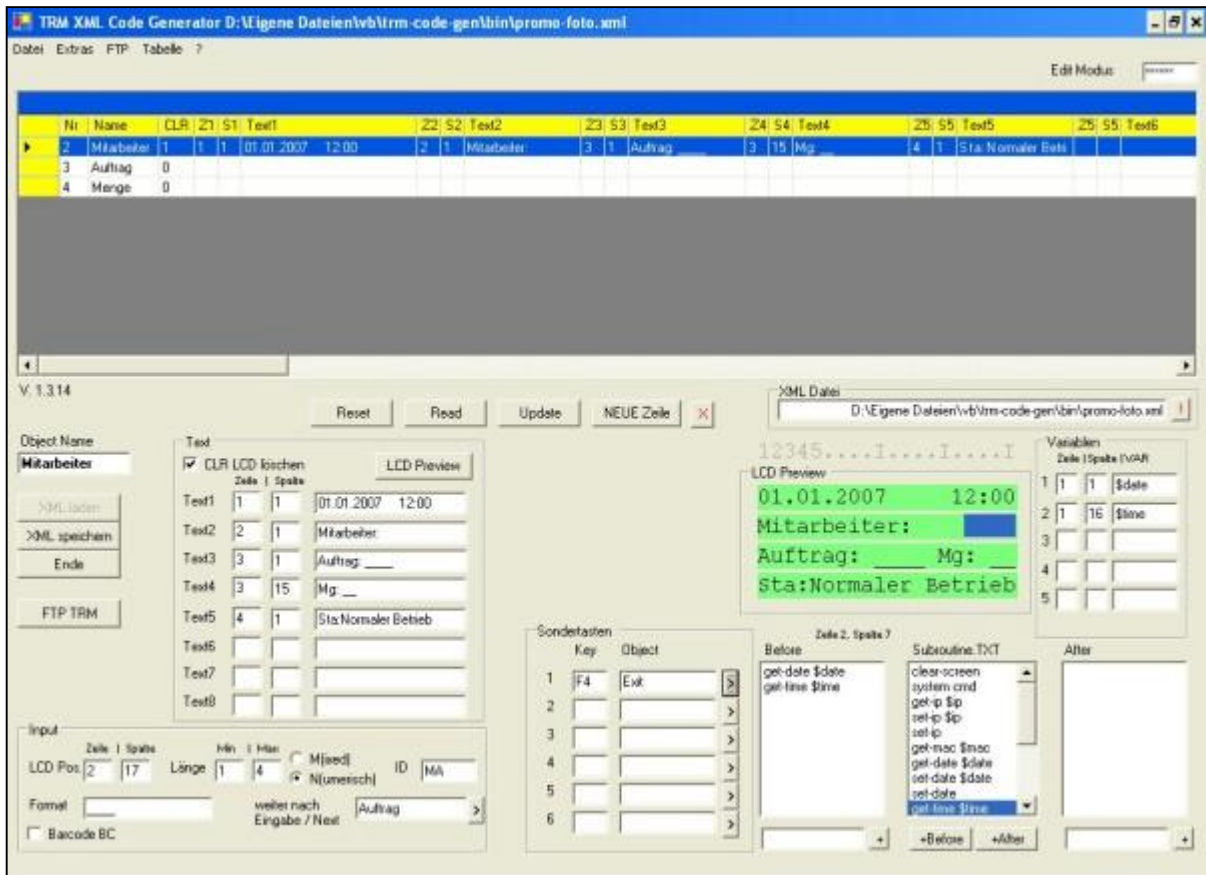 TRM XML Code Generator D:\Eigene Dateien\vb\trm-code-gen\bin\promo-foto.xml
Datei Extras FTP Tabelle ?
Edit Modus
Nr Name CLR Z1 S1 Text1 Z2 S2 Text2 Z3 S3 Text3 Z4 S4 Text4 Z5 S5 Text5 Z5 S5 Text6
2 Mitarbeiter 1 1 1 01.01.2007 12:00 2 1 Mitarbeiter: 3 1 Auftrag: ____ 3 15 Mg: __ 4 1 Sta:Normaler Betri
3 Auftrag 0
4 Menge 0
V. 1.3.14
Reset Read Update NEUE Zeile X
XML Datei
D:\Eigene Dateien\vb\trm-code-gen\bin\promo-foto.xml !
Object Name
Mitarbeiter
XML laden
XML speichern
Ende
FTP TRM
Text
CLR LCD löschen LCD Preview
Zeile | Spalte
Text1 1 1 01.01.2007 12:00
Text2 2 1 Mitarbeiter:
Text3 3 1 Auftrag: ____
Text4 3 15 Mg: __
Text5 4 1 Sta:Normaler Betrieb
Text6
Text7
Text8
12345....I....I....I
LCD Preview
01.01.2007 12:00
Mitarbeiter:
Auftrag: ____ Mg: __
Sta:Normaler Betrieb
Variablen
Zeile | Spalte | VAR
1 1 1 $date
2 1 16 $time
3
4
5
Input
Zeile | Spalte Min | Max
LCD Pos. 2 17 Länge 1 4 M(ixed) N(umerisch) ID MA
Format ____ weiter nach Eingabe / Next Auftrag >
Barcode BC
Sondertasten
Key Object
1 F4 Exit >
2 >
3 >
4 >
5 >
6 >
Zeile 2, Spalte 7
Before
get-date $date
get-time $time
+
Subroutine.TXT
clear-screen
system cmd
get-ip $ip
set-ip $ip
set-ip
get-mac $mac
get-date $date
set-date $date
set-date
get-time $time
+Before +After
After
+